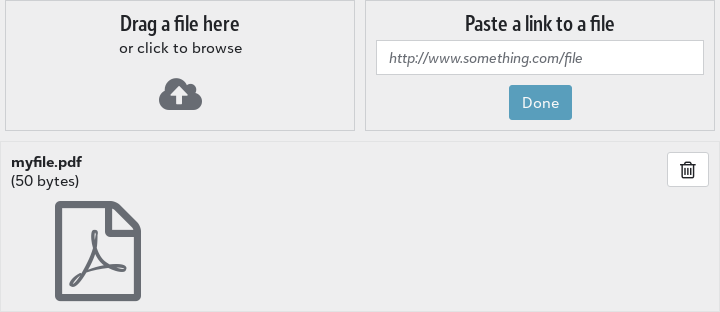 Drag a file here
or click to browse
Paste a link to a file
http://www.something.com/file
Done
myfile.pdf
(50 bytes)